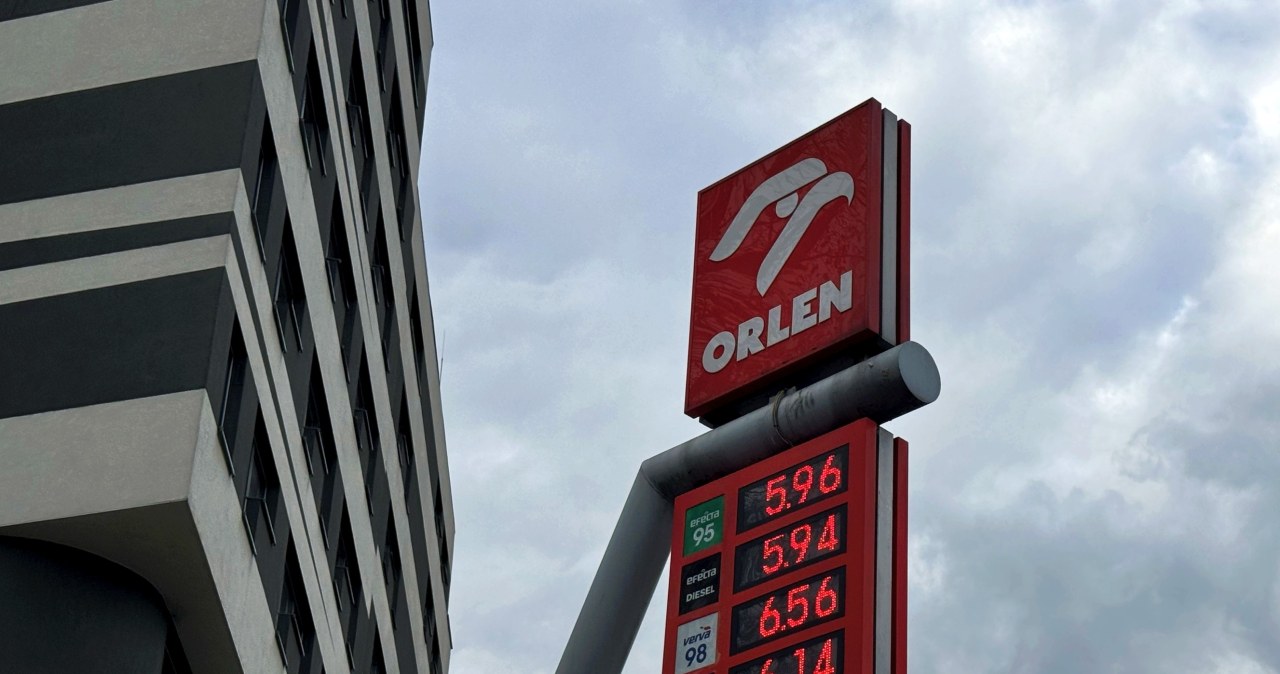 ORLEN
efecta
95
5.96
efecta
DIESEL
5.94
verva
98
6.56